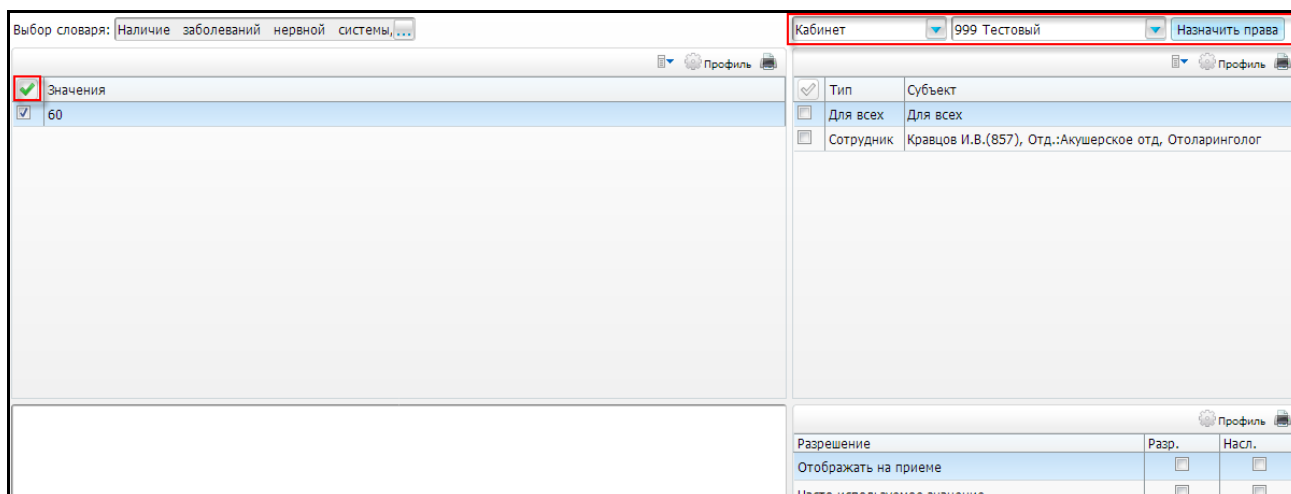 Выбор словаря: Наличие заболеваний нервной системы, ...
Кабинет 999 Тестовый Назначить права
Профиль
Профиль
Значения
60
Тип Субъект
Для всех Для всех
Сотрудник Кравцов И.В.(857), Отд.:Акушерское отд, Отоларинголог
Профиль
Разрешение Разр. Насл.
Отображать на приеме